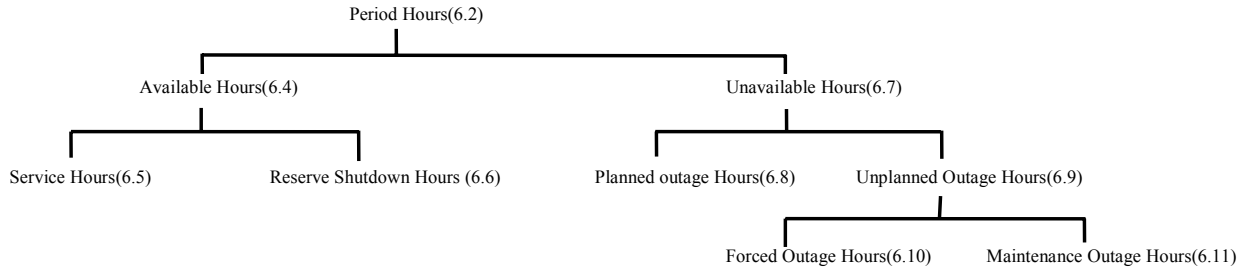 Period Hours(6.2)
Available Hours(6.4)
Unavailable Hours(6.7)
Service Hours(6.5)
Reserve Shutdown Hours (6.6)
Planned outage Hours(6.8)
Unplanned Outage Hours(6.9)
Forced Outage Hours(6.10)
Maintenance Outage Hours(6.11)